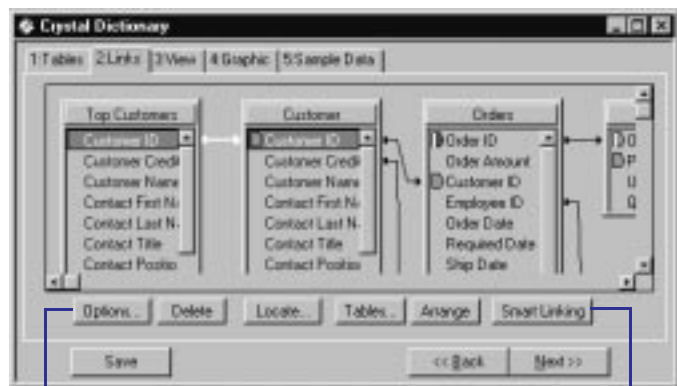 Crystal Dictionary
1:Tables 2:Links 3:View 4:Graphic 5:Sample Data
Top Customers
Customer ID
Customer Credi
Customer Name
Contact First N
Contact Last N
Contact Title
Contact Positio
Customer
Customer ID
Customer Credi
Customer Name
Contact First N
Contact Last N
Contact Title
Contact Positio
Orders
Order ID
Order Amount
Customer ID
Employee ID
Order Date
Required Date
Ship Date
O
P
U
Q
Options... Delete Locate... Tables... Arrange Smart Linking
Save << Back Next >>